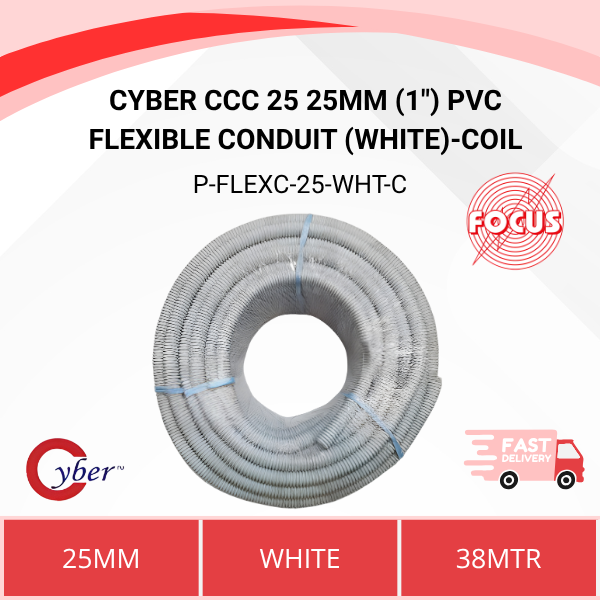 CYBER CCC 25 25MM (1") PVC
FLEXIBLE CONDUIT (WHITE)-COIL
P-FLEXC-25-WHT-C
FOCUS
Cyber™
FAST
DELIVERY
25MM
WHITE
38MTR